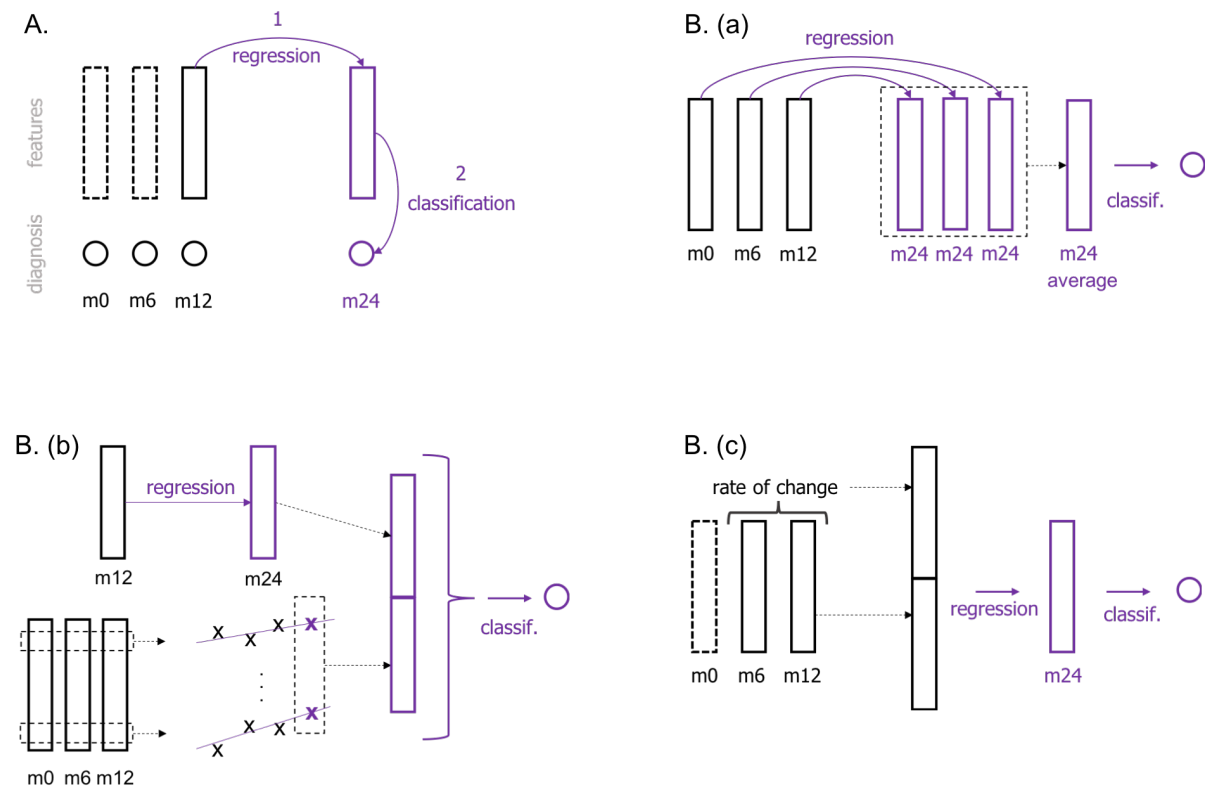 A.
1
regression
features
2
classification
diagnosis
m0 m6 m12 m24
B. (a)
regression
classif.
m0 m6 m12 m24 m24 m24 m24
average
B. (b)
regression
m12 m24
x x x x
classif.
.
.
.
x x x x
m0 m6 m12
B. (c)
rate of change
regression classif.
m0 m6 m12 m24